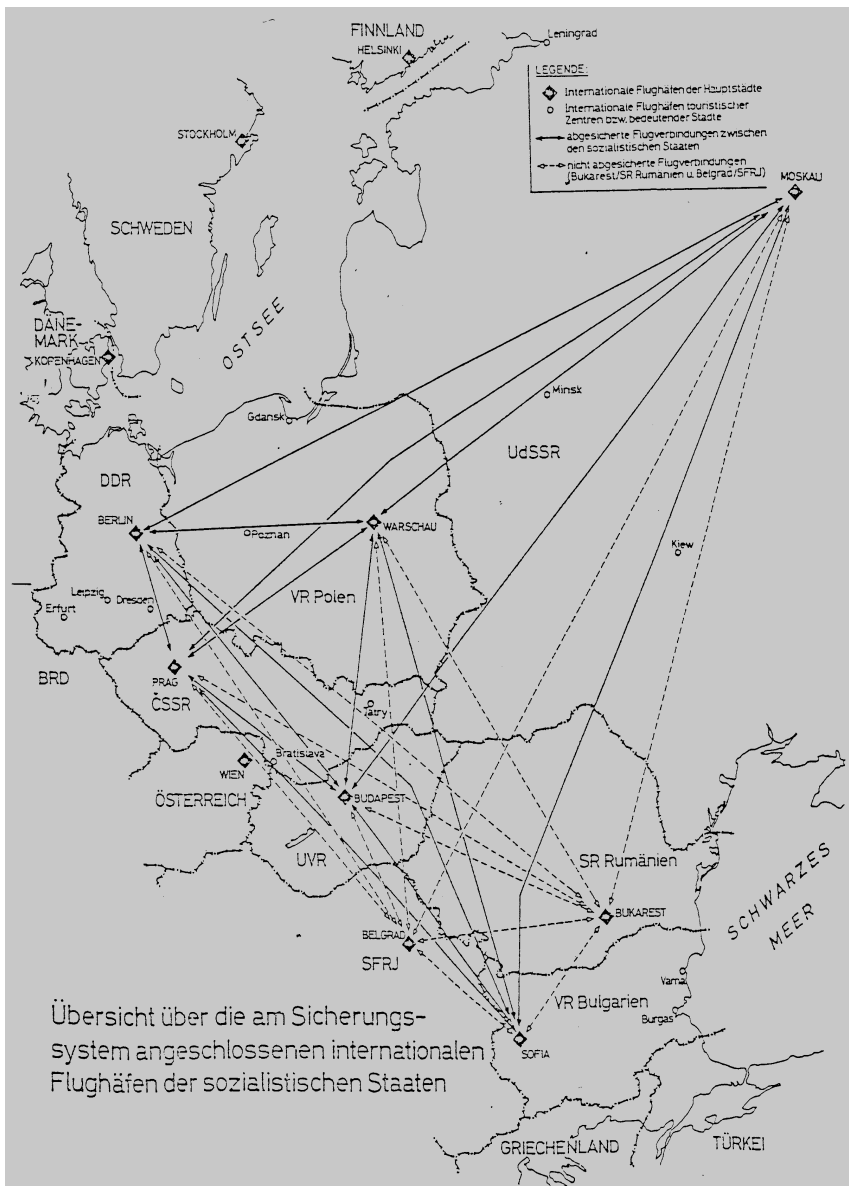 FINNLAND
HELSINKI
Leningrad
LEGENDE:
Internationale Flughäfen der Hauptstädte
Internationale Flughäfen touristischer
Zentren bzw. bedeutender Städte
abgesicherte Flugverbindungen zwischen
den sozialistischen Staaten
nicht abgesicherte Flugverbindungen
(Bukarest/SR Rumänien u. Belgrad/SFRJ)
STOCKHOLM
MOSKAU
SCHWEDEN
OSTSEE
DÄNE-
MARK
KOPENHAGEN
Minsk
Gdansk
UdSSR
DDR
BERLIN
Poznan
WARSCHAU
Kiew
Leipzig
Dresden
Erfurt
VR Polen
BRD
PRAG
ČSSR
Tatry
Bratislava
WIEN
ÖSTERREICH
BUDAPEST
UVR
SR Rumänien
SCHWARZES
MEER
BUKAREST
BELGRAD
SFRJ
Varna
VR Bulgarien
Burgas
Übersicht über die am Sicherungs-
system angeschlossenen internationalen
Flughäfen der sozialistischen Staaten
SOFIA
GRIECHENLAND
TÜRKEI